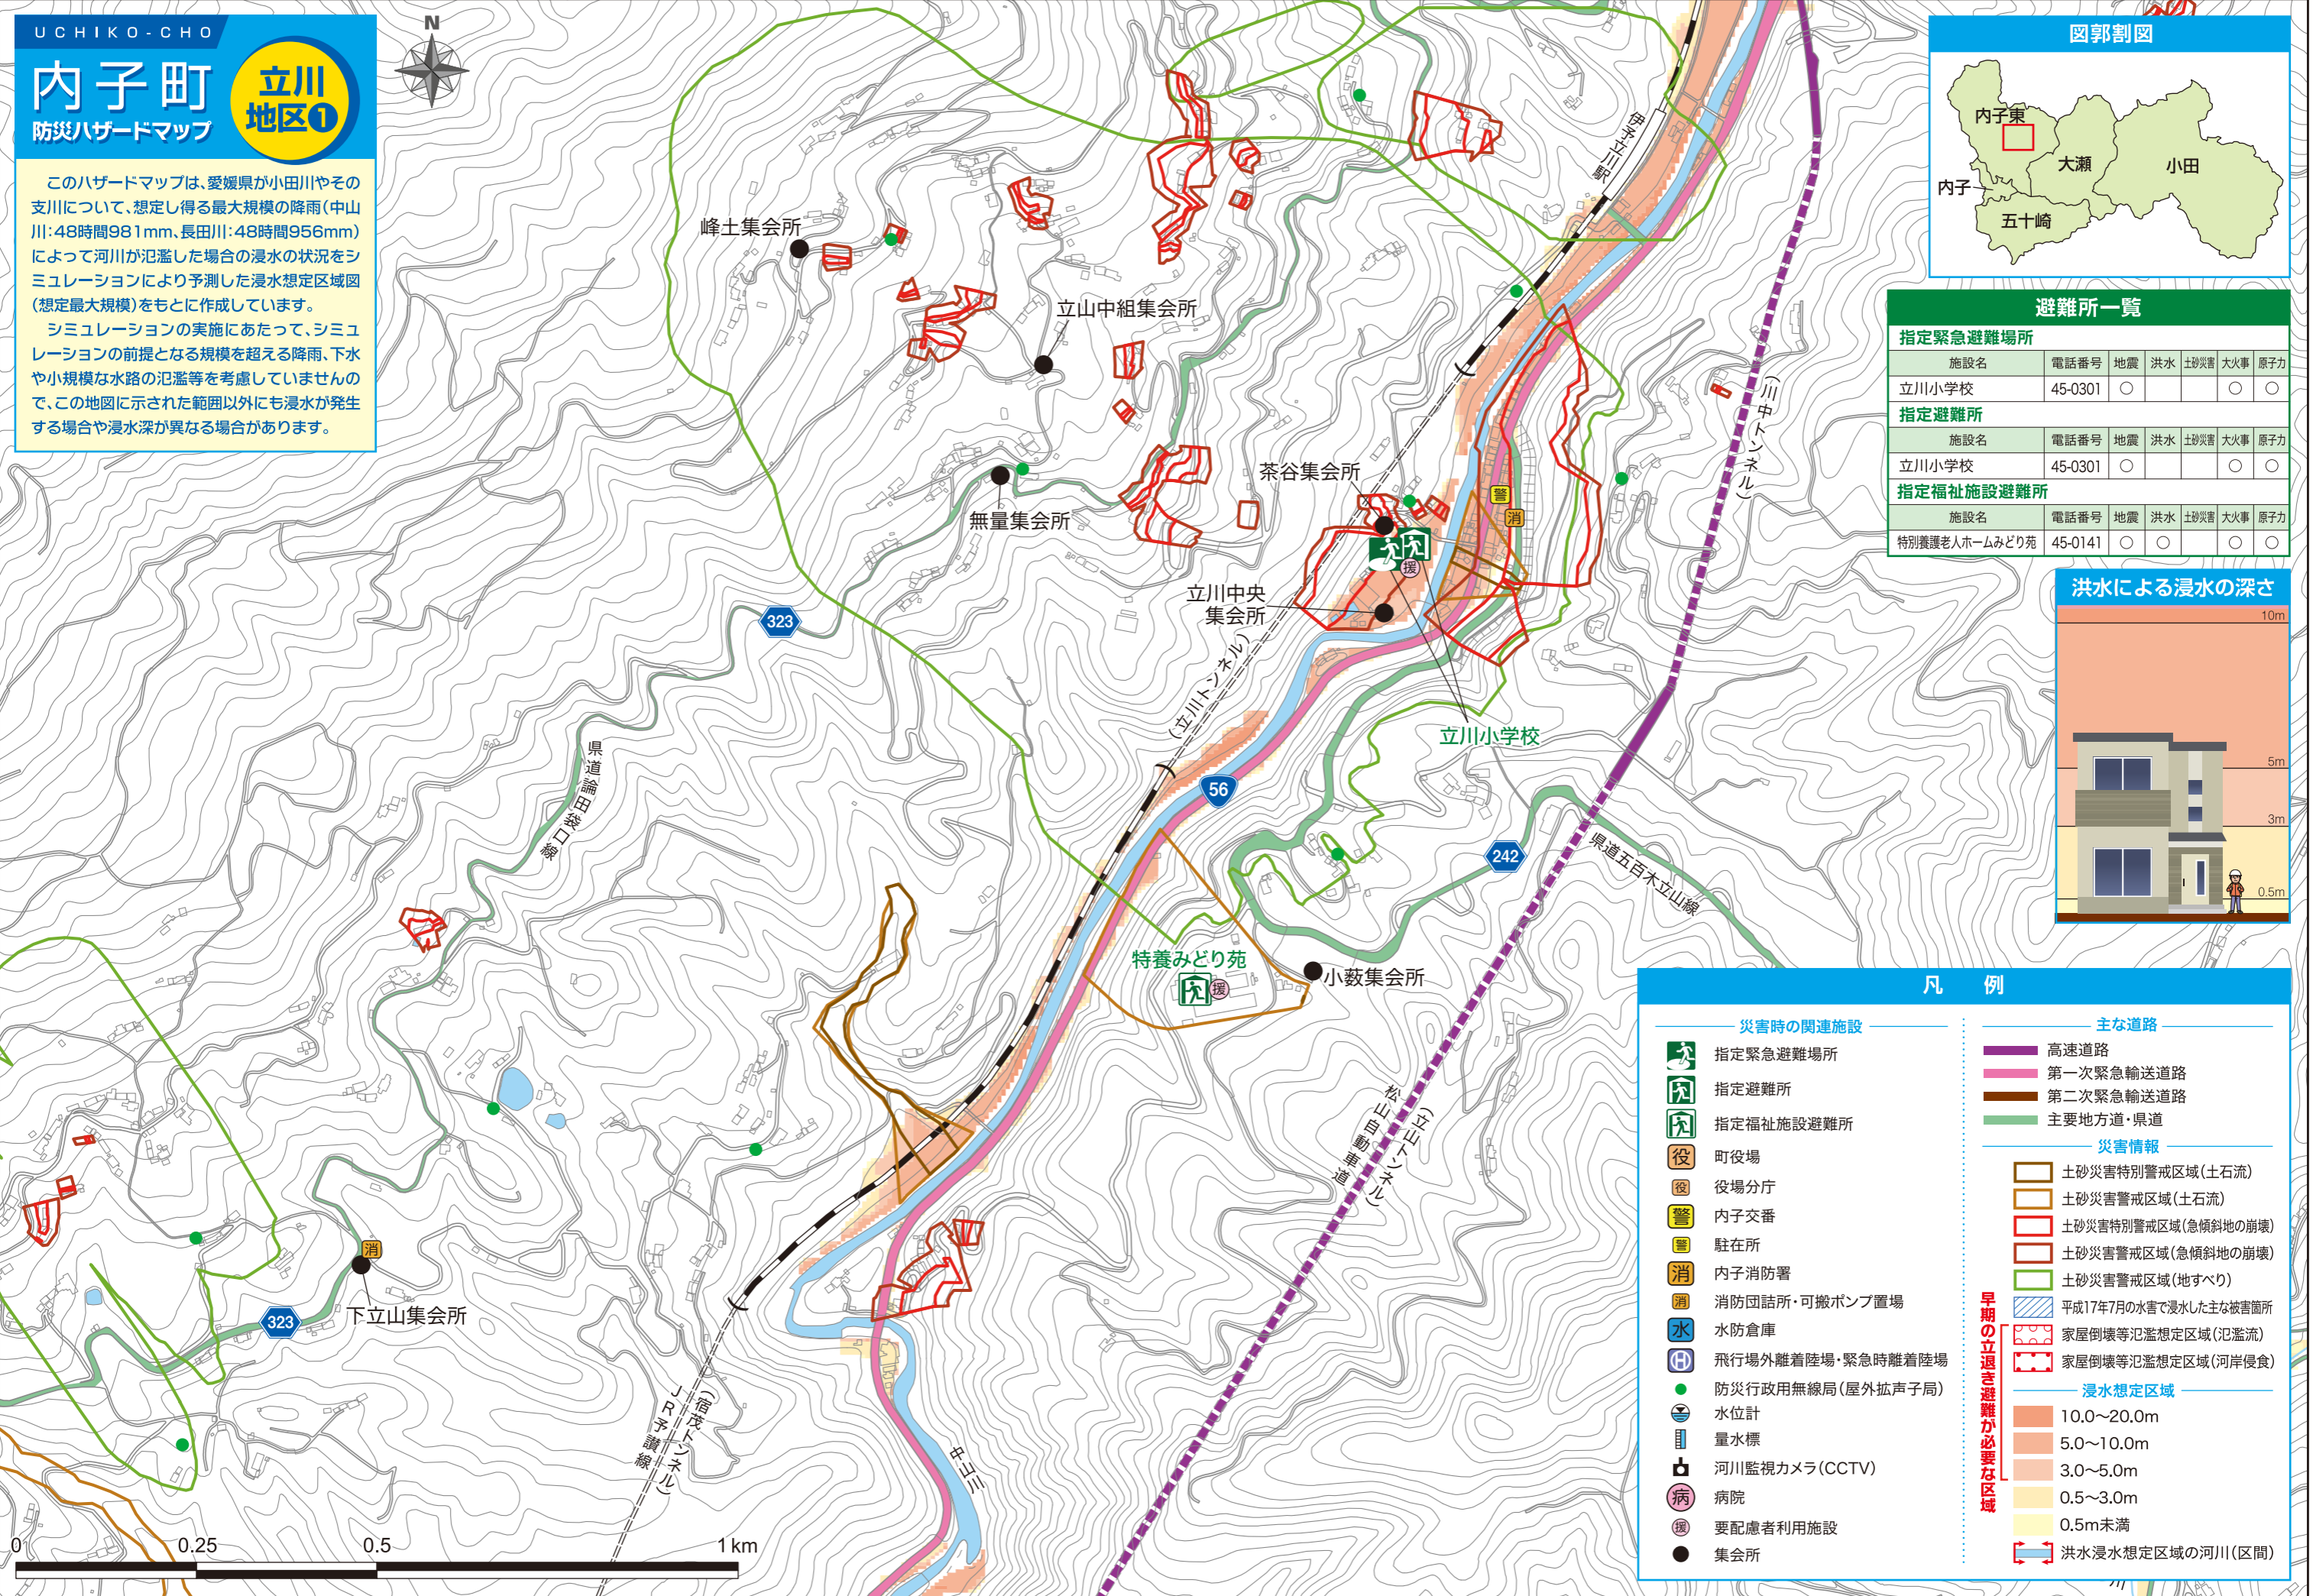 UCHIKO-CHO
内子町
防災ハザードマップ
立川
地区1
このハザードマップは、愛媛県が小田川やその
支川について、想定し得る最大規模の降雨(中山
川:48時間981mm、長田川:48時間956mm)
によって河川が氾濫した場合の浸水の状況をシ
ミュレーションにより予測した浸水想定区域図
(想定最大規模)をもとに作成しています。
シミュレーションの実施にあたって、シミュ
レーションの前提となる規模を超える降雨、下水
や小規模な水路の氾濫等を考慮していませんの
で、この地図に示された範囲以外にも浸水が発生
する場合や浸水深が異なる場合があります。
N
伊予立川駅
峰土集会所
立山中組集会所
茶谷集会所
無量集会所
警
消
援
立川中央
集会所
323
(立川トンネル)
(川中トンネル)
立川小学校
県道論田袋口線
56
242
県道五百木立山線
特養みどり苑
援
小薮集会所
松山自動車道
(立山トンネル)
消
下立山集会所
323
JR予讃線
(宿茂トンネル)
中山川
0 0.25 0.5 1km
図郭割図
内子東
大瀬
小田
内子
五十崎
避難所一覧
指定緊急避難場所
施設名 電話番号 地震 洪水 土砂災害 大火事 原子力
立川小学校 45-0301 ○ ○ ○
指定避難所
施設名 電話番号 地震 洪水 土砂災害 大火事 原子力
立川小学校 45-0301 ○ ○ ○
指定福祉施設避難所
施設名 電話番号 地震 洪水 土砂災害 大火事 原子力
特別養護老人ホームみどり苑 45-0141 ○ ○ ○ ○
洪水による浸水の深さ
10m
5m
3m
0.5m
凡例
災害時の関連施設
指定緊急避難場所
指定避難所
指定福祉施設避難所
役 町役場
役 役場分庁
警 内子交番
警 駐在所
消 内子消防署
消 消防団詰所・可搬ポンプ置場
水 水防倉庫
H 飛行場外離着陸場・緊急時離着陸場
防災行政用無線局(屋外拡声子局)
水位計
量水標
河川監視カメラ(CCTV)
病 病院
援 要配慮者利用施設
集会所
主な道路
高速道路
第一次緊急輸送道路
第二次緊急輸送道路
主要地方道・県道
災害情報
土砂災害特別警戒区域(土石流)
土砂災害警戒区域(土石流)
土砂災害特別警戒区域(急傾斜地の崩壊)
土砂災害警戒区域(急傾斜地の崩壊)
土砂災害警戒区域(地すべり)
平成17年7月の水害で浸水した主な被害箇所
家屋倒壊等氾濫想定区域(氾濫流)
家屋倒壊等氾濫想定区域(河岸侵食)
早期の立退き避難が必要な区域
浸水想定区域
10.0～20.0m
5.0～10.0m
3.0～5.0m
0.5～3.0m
0.5m未満
洪水浸水想定区域の河川(区間)